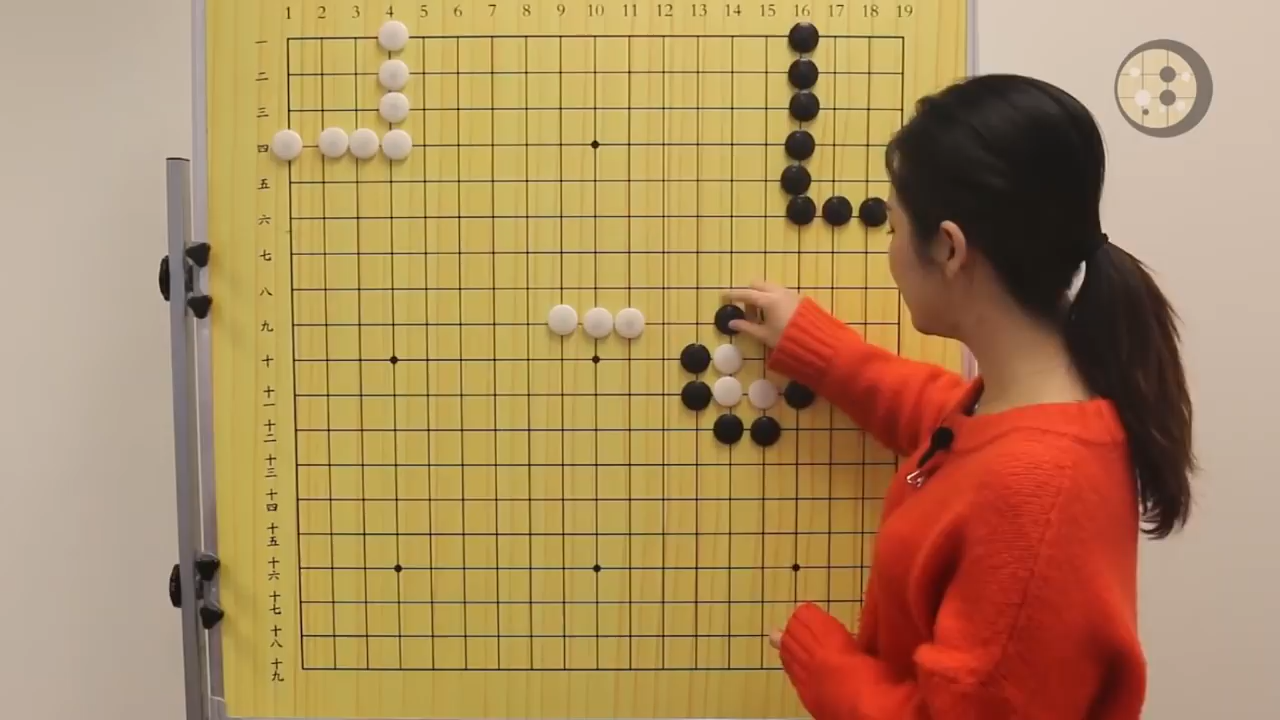 1 2 3 4 5 6 7 8 9 10 11 12 13 14 15 16 17 18 19
一
二
三
四
五
六
七
八
九
十
十一
十二
十三
十四
十五
十六
十七
十八
十九